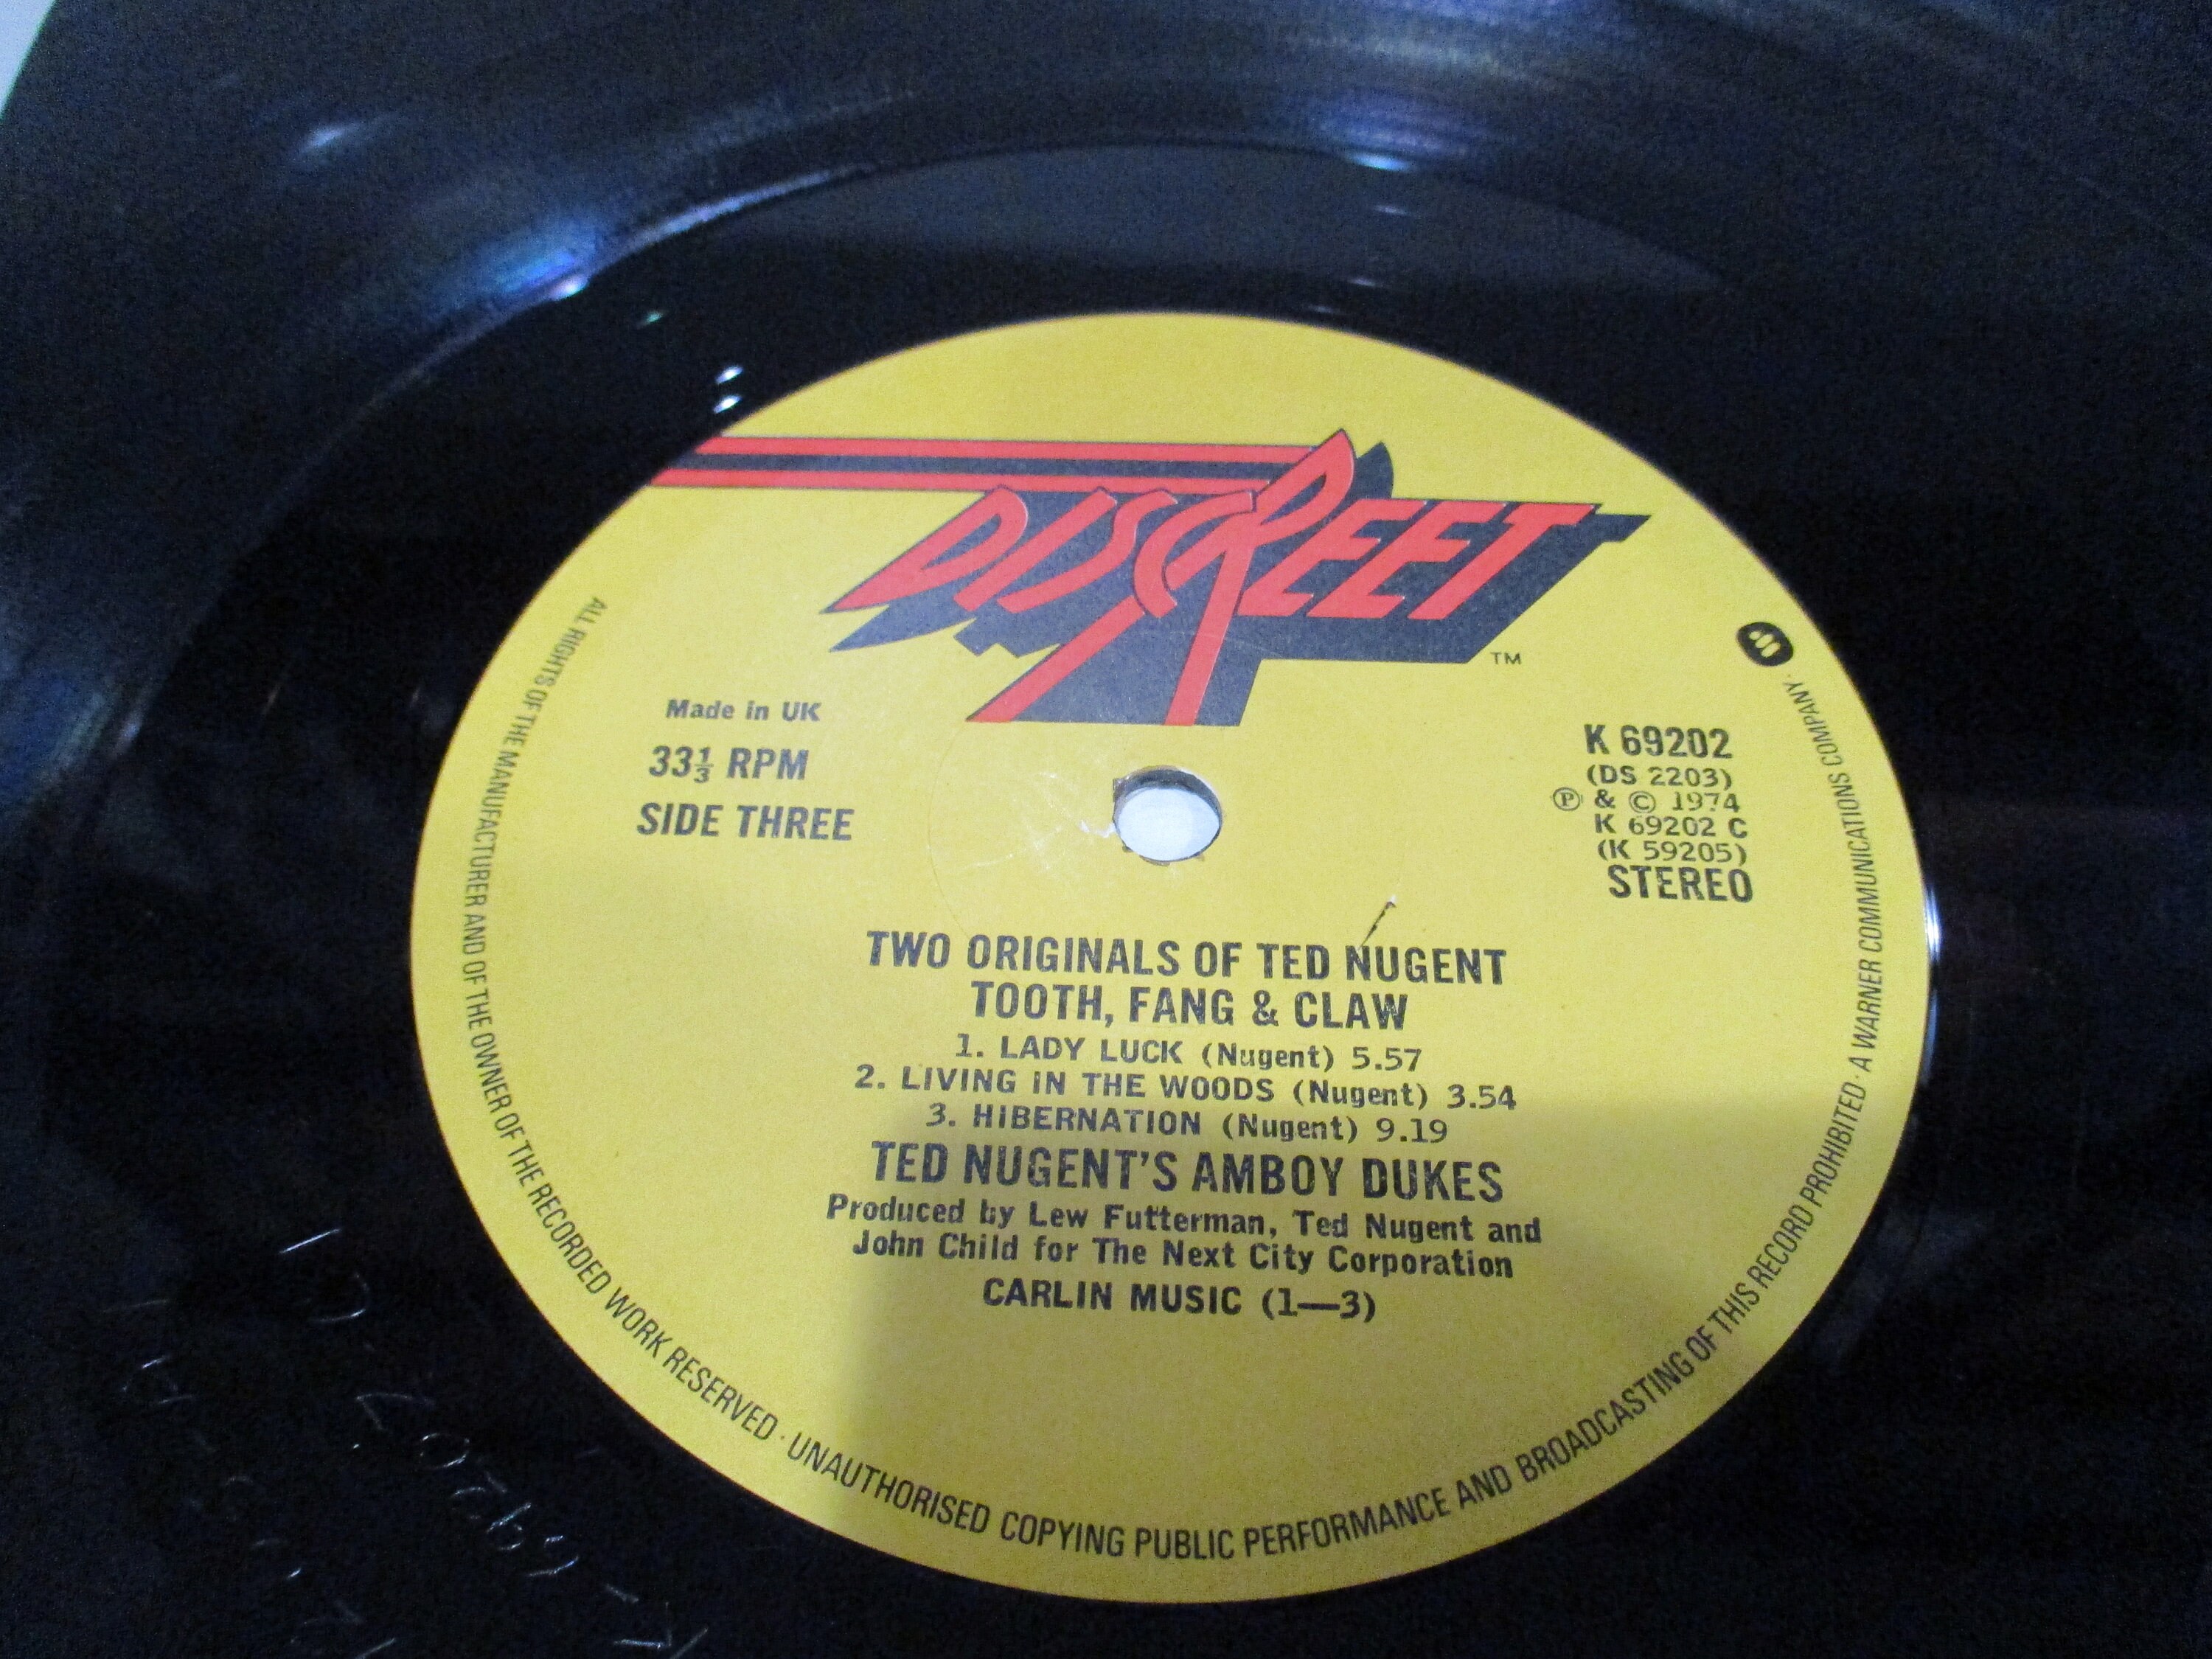 DISCREET
TM
Made in UK
33⅓ RPM
SIDE THREE
K 69202
(DS 2203)
Ⓟ & © 1974
K 69202 C
(K 59205)
STEREO
TWO ORIGINALS OF TED NUGENT
TOOTH, FANG & CLAW
1. LADY LUCK (Nugent) 5.57
2. LIVING IN THE WOODS (Nugent) 3.54
3. HIBERNATION (Nugent) 9.19
TED NUGENT'S AMBOY DUKES
Produced by Lew Futterman, Ted Nugent and
John Child for The Next City Corporation
CARLIN MUSIC (1—3)
ALL RIGHTS OF THE MANUFACTURER AND OF THE OWNER OF THE RECORDED WORK RESERVED · UNAUTHORISED COPYING PUBLIC PERFORMANCE AND BROADCASTING OF THIS RECORD PROHIBITED · A WARNER COMMUNICATIONS COMPANY ·